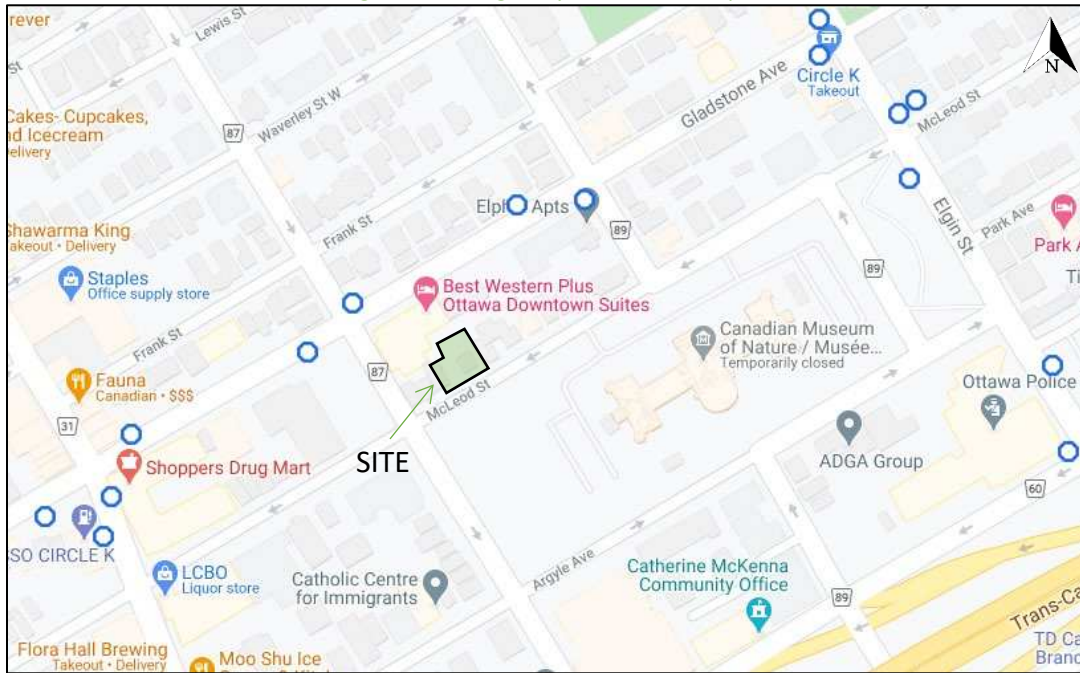 rever
Lewis St
St
N
Circle K
Takeout
Gladstone Ave
McLeod St
Cakes- Cupcakes,
nd Icecream
elivery
87
Waverley St W
Elgin St
Park Ave
Elph Apts
Frank St
89
Shawarma King
akeout • Delivery
Park A
Ti
89
Staples
Office supply store
Best Western Plus
Ottawa Downtown Suites
Canadian Museum
of Nature / Musée...
Temporarily closed
Frank St
87
Fauna
Canadian • $$$
McLeod St
Ottawa Police
31
SITE
ADGA Group
Shoppers Drug Mart
60
SO CIRCLE K
LCBO
Liquor store
Catholic Centre
for Immigrants
Argyle Ave
Catherine McKenna
Community Office
89
Trans-Ca
TD Ca
Branc
Flora Hall Brewing
Takeout • Delivery
Moo Shu Ice